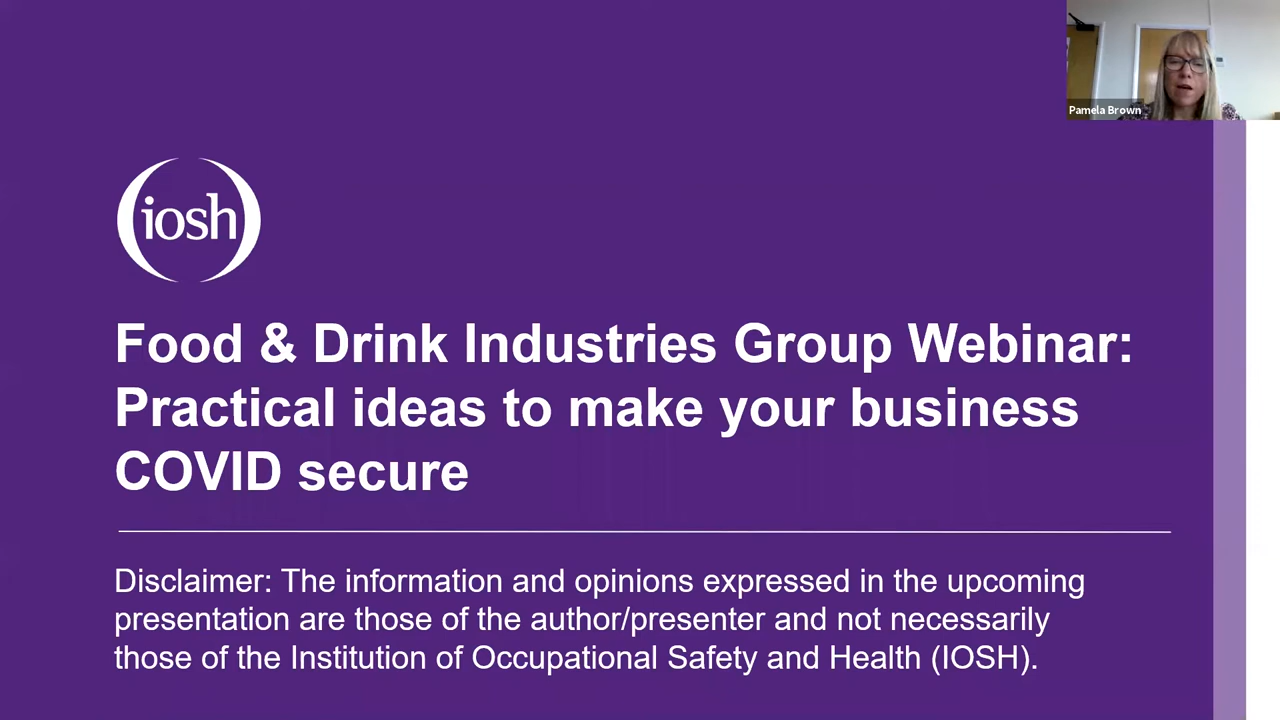 Pamela Brown
iosh
Food & Drink Industries Group Webinar:
Practical ideas to make your business
COVID secure
Disclaimer: The information and opinions expressed in the upcoming
presentation are those of the author/presenter and not necessarily
those of the Institution of Occupational Safety and Health (IOSH).